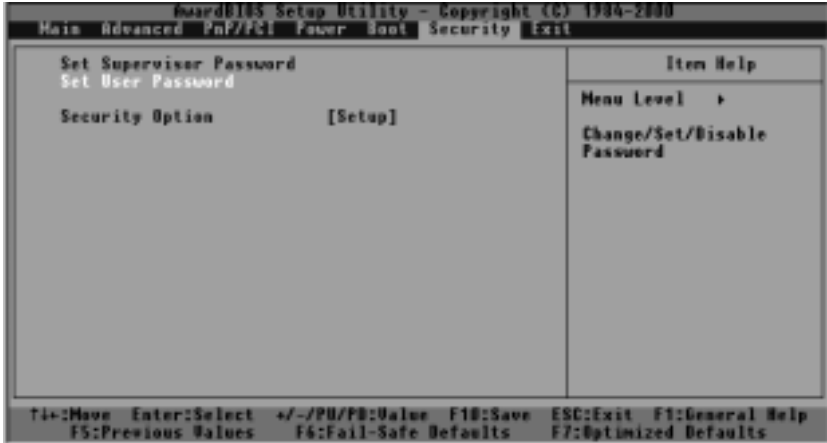 AwardBIOS Setup Utility - Copyright (C) 1984-2000
Main Advanced PnP/PCI Power Boot Security Exit
Set Supervisor Password
Set User Password
Security Option [Setup]
Item Help
Menu Level ▸
Change/Set/Disable
Password
↑↓←:Move Enter:Select +/-/PU/PD:Value F10:Save ESC:Exit F1:General Help
F5:Previous Values F6:Fail-Safe Defaults F7:Optimized Defaults